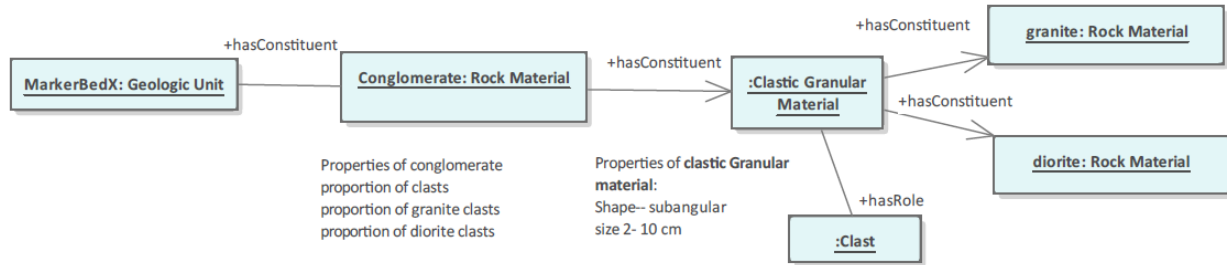 +hasConstituent
granite: Rock Material
+hasConstituent
MarkerBedX: Geologic Unit
Conglomerate: Rock Material
+hasConstituent
:Clastic Granular
Material
+hasConstituent
diorite: Rock Material
Properties of conglomerate
proportion of clasts
proportion of granite clasts
proportion of diorite clasts
Properties of clastic Granular
material:
Shape-- subangular
size 2- 10 cm
+hasRole
:Clast